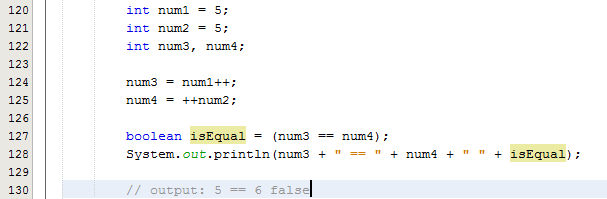 120 int num1 = 5;
121 int num2 = 5;
122 int num3, num4;
123
124 num3 = num1++;
125 num4 = ++num2;
126
127 boolean isEqual = (num3 == num4);
128 System.out.println(num3 + " == " + num4 + " " + isEqual);
129
130 // output: 5 == 6 false